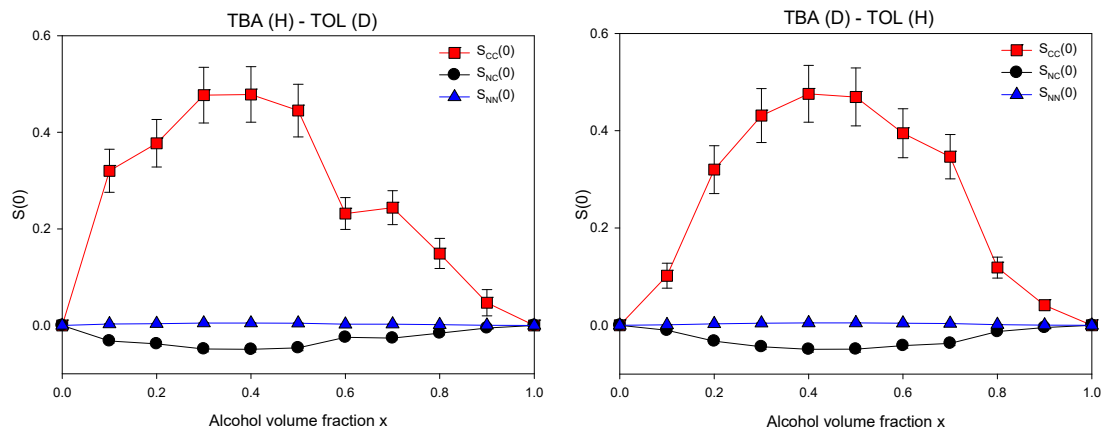 TBA (H) - TOL (D)
S(0)
0.6
0.4
0.2
0.0
S_CC(0)
S_NC(0)
S_NN(0)
0.0 0.2 0.4 0.6 0.8 1.0
Alcohol volume fraction x
TBA (D) - TOL (H)
S(0)
0.6
0.4
0.2
0.0
S_CC(0)
S_NC(0)
S_NN(0)
0.0 0.2 0.4 0.6 0.8 1.0
Alcohol volume fraction x